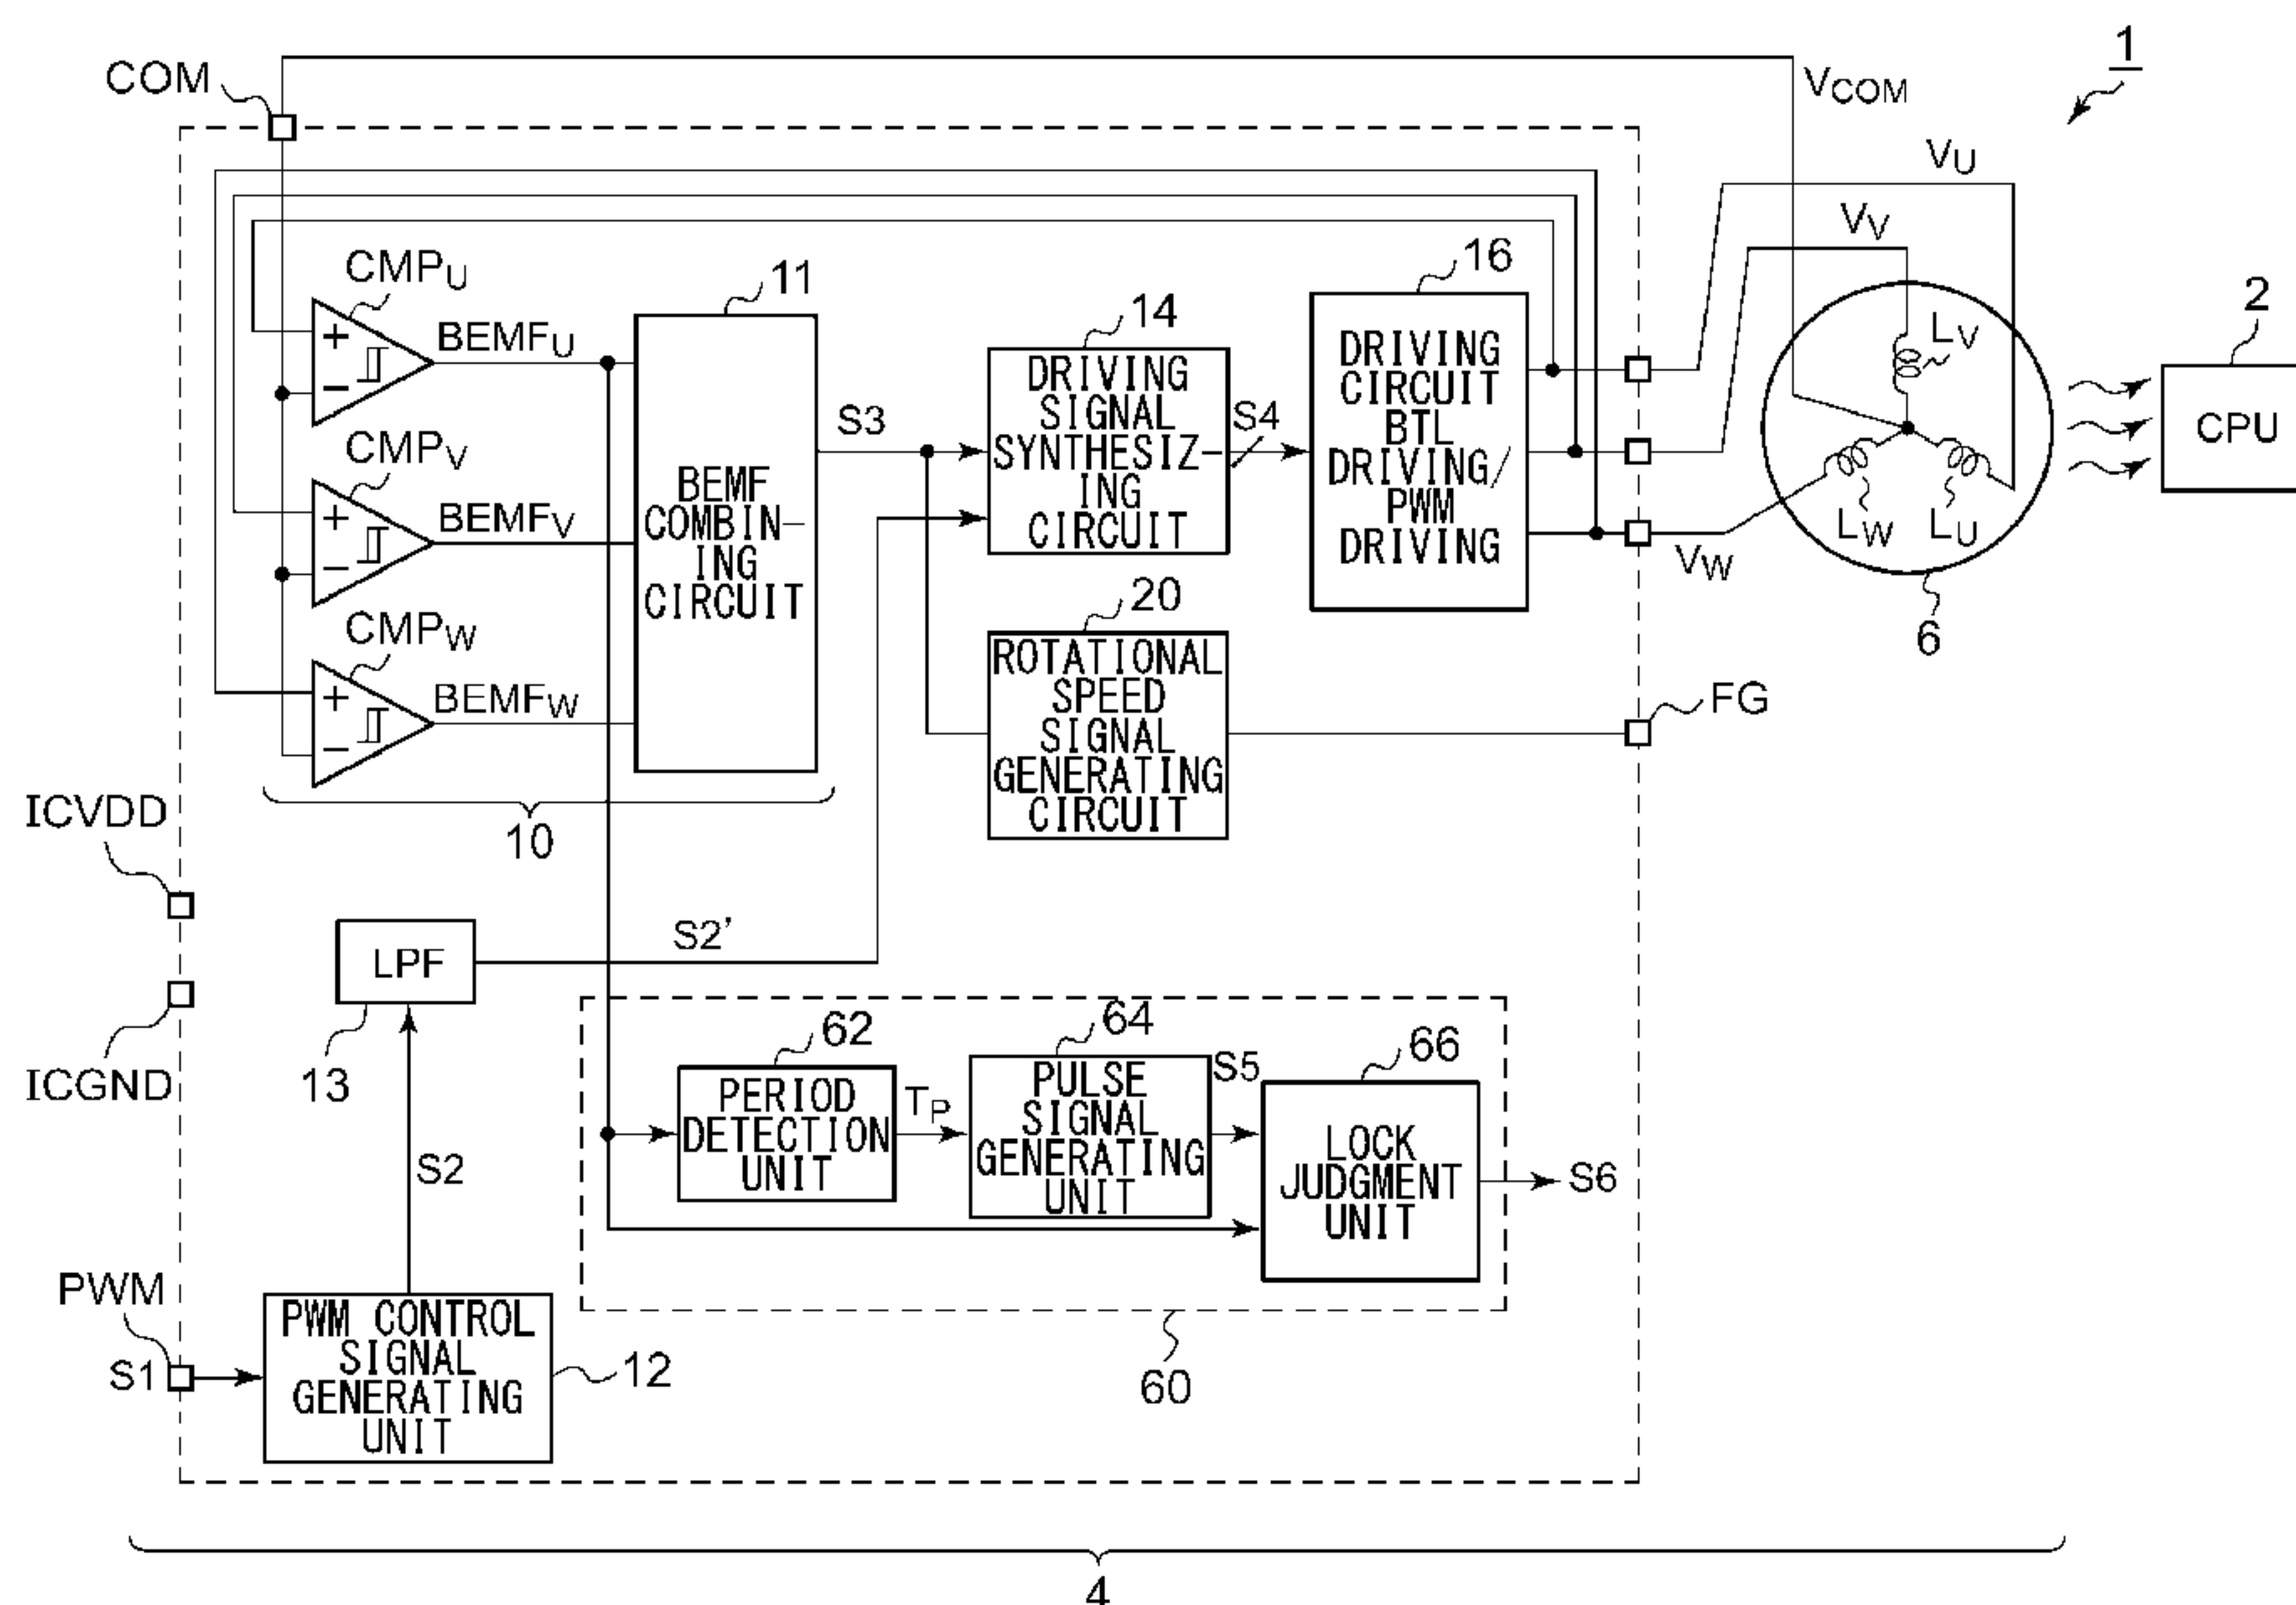 1
COM
VCOM
VU
VV
CMPU
+
−
BEMFU
11
BEMF
COMBIN-
ING
CIRCUIT
S3
14
DRIVING
SIGNAL
SYNTHESIZ-
ING
CIRCUIT
S4
16
DRIVING
CIRCUIT
BTL
DRIVING/
PWM
DRIVING
LV
LW
LU
VW
6
2
CPU
CMPV
+
−
BEMFV
CMPW
+
−
BEMFW
10
20
ROTATIONAL
SPEED
SIGNAL
GENERATING
CIRCUIT
FG
ICVDD
ICGND
LPF
13
S2'
S2
62
PERIOD
DETECTION
UNIT
TP
64
PULSE
SIGNAL
GENERATING
UNIT
S5
66
LOCK
JUDGMENT
UNIT
S6
60
PWM
S1
PWM CONTROL
SIGNAL
GENERATING
UNIT
12
4